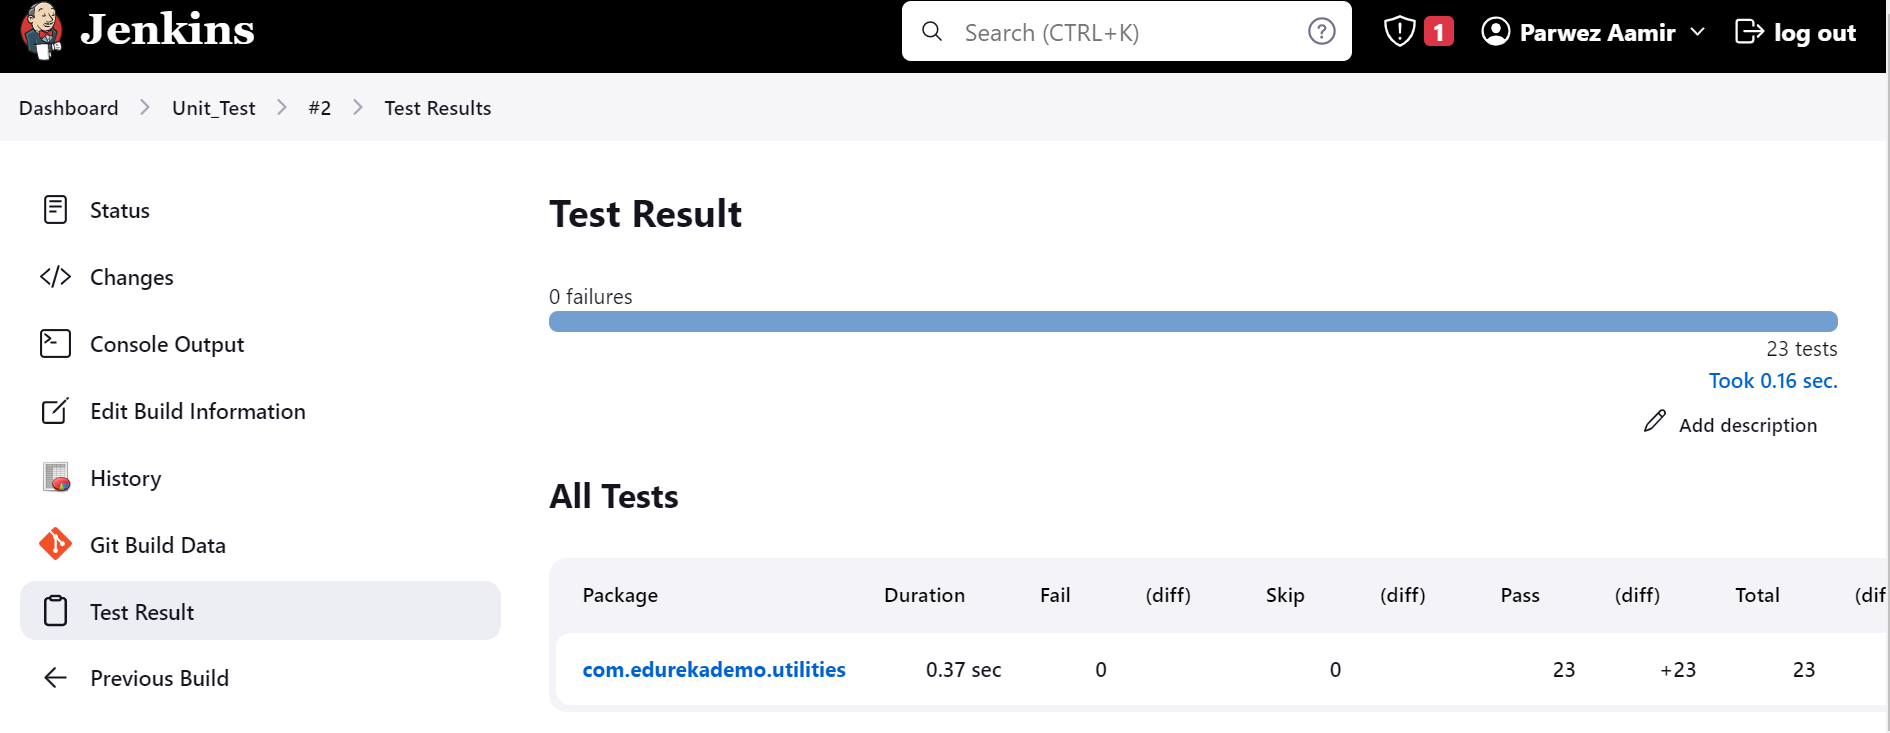 Jenkins
Search (CTRL+K)
1
Parwez Aamir
log out
Dashboard
Unit_Test
#2
Test Results
Status
Changes
Console Output
Edit Build Information
History
Git Build Data
Test Result
Previous Build
Test Result
0 failures
23 tests
Took 0.16 sec.
Add description
All Tests
Package Duration Fail (diff) Skip (diff) Pass (diff) Total (dif
com.edurekademo.utilities 0.37 sec 0 0 23 +23 23